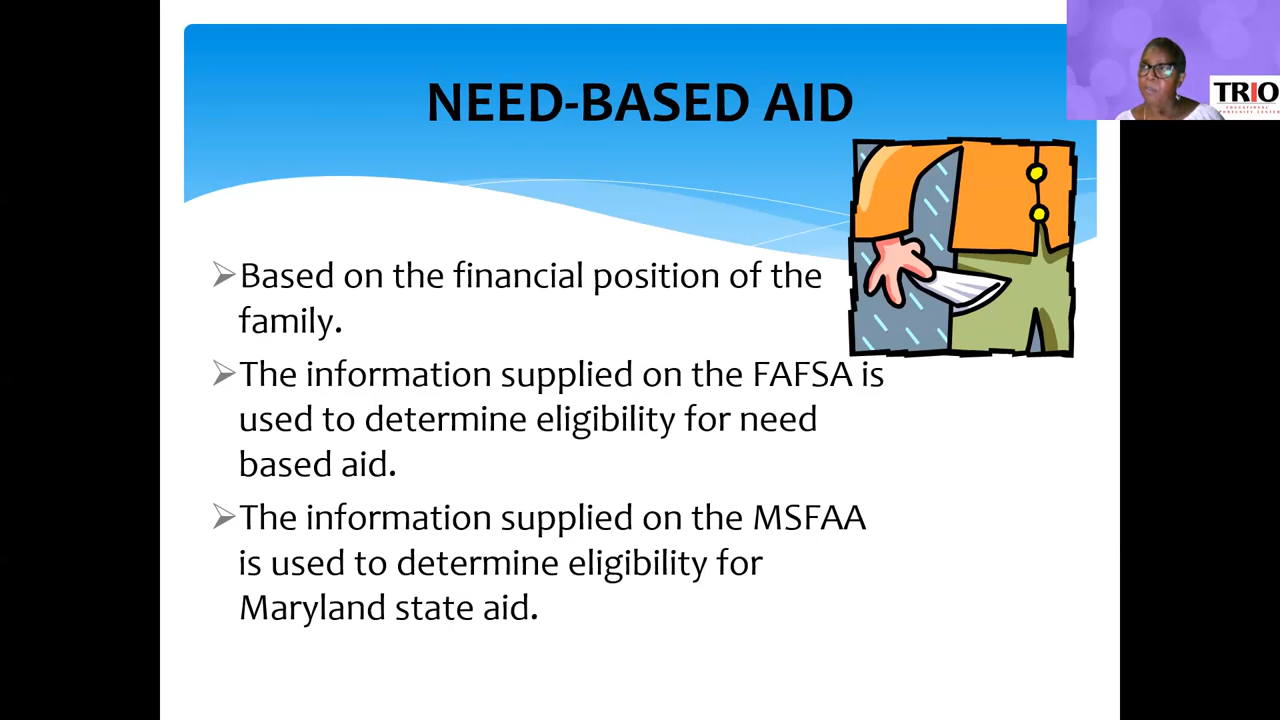 NEED-BASED AID
TRIO
EDUCATIONAL
➢Based on the financial position of the
family.
➢The information supplied on the FAFSA is
used to determine eligibility for need
based aid.
➢The information supplied on the MSFAA
is used to determine eligibility for
Maryland state aid.